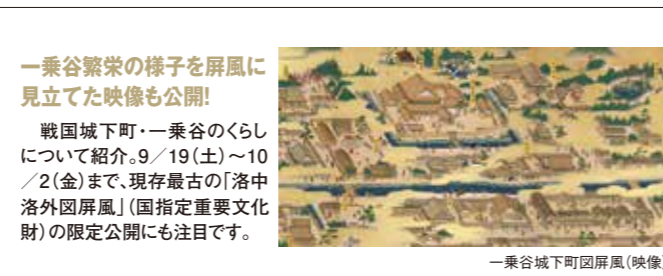 一乗谷繁栄の様子を屏風に
見立てた映像も公開!
戦国城下町・一乗谷のくらし
について紹介。9／19(土)～10
／2(金)まで、現存最古の「洛中
洛外図屏風」(国指定重要文化
財)の限定公開にも注目です。
一乗谷城下町図屏風(映像)